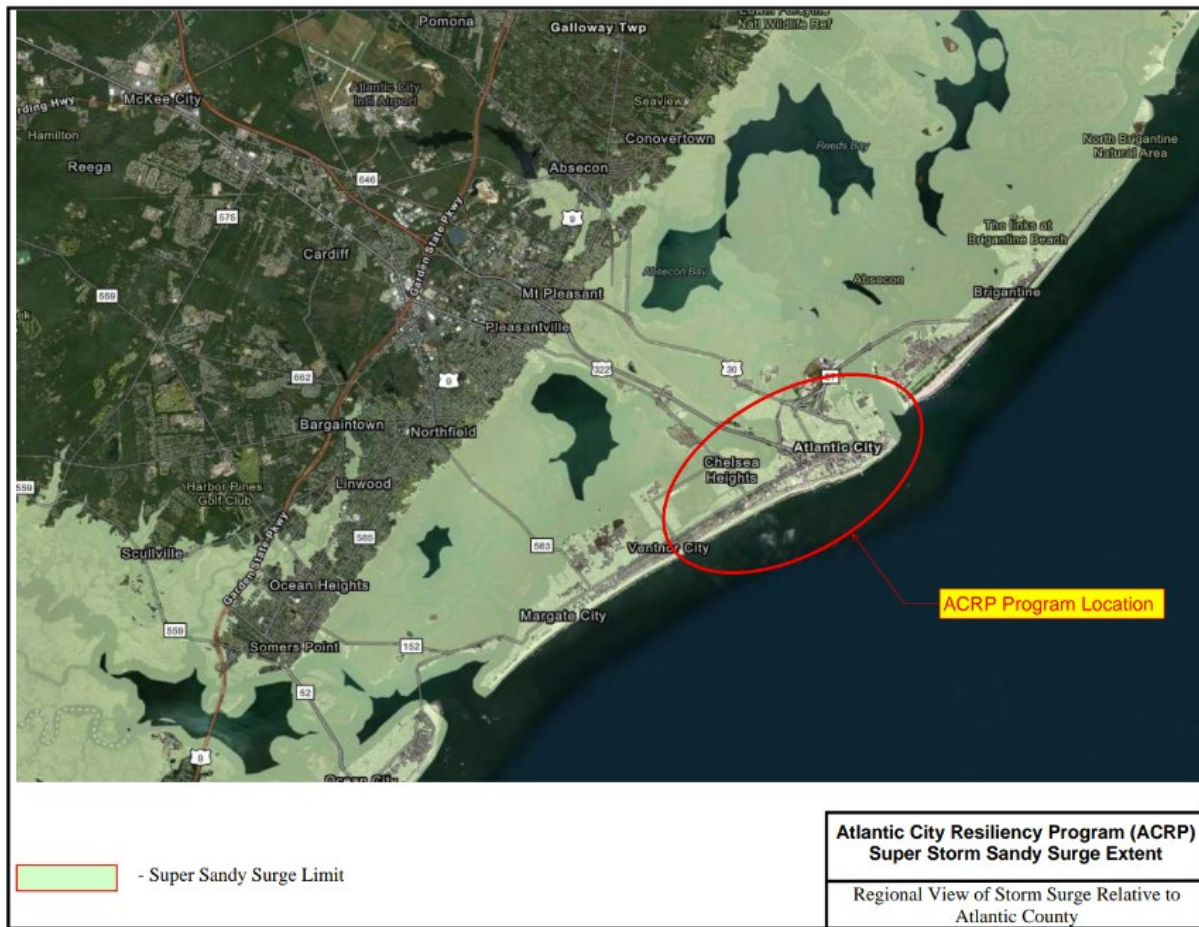 Pomona
Galloway Twp
Natl Wildlife Ref
McKee City
Atlantic City
Intl Airport
Seaview
Hamilton
Conovertown
North Brigantine
Natural Area
Reeds Bay
Reega
Absecon
646
9
575
Garden State Pkwy
The links at
Brigantine Beach
Cardiff
Absecon Bay
Absecon
559
Mt Pleasant
Brigantine
Pleasantville
322
30
662
9
Bargaintown
Northfield
Atlantic City
Chelsea
Heights
Linwood
Harbor Pines
Golf Club
559
585
563
Ventnor City
Scullville
Garden State Pkwy
Ocean Heights
ACRP Program Location
Margate City
559
Somers Point
152
52
9
Ocean City
- Super Sandy Surge Limit
Atlantic City Resiliency Program (ACRP)
Super Storm Sandy Surge Extent
Regional View of Storm Surge Relative to
Atlantic County